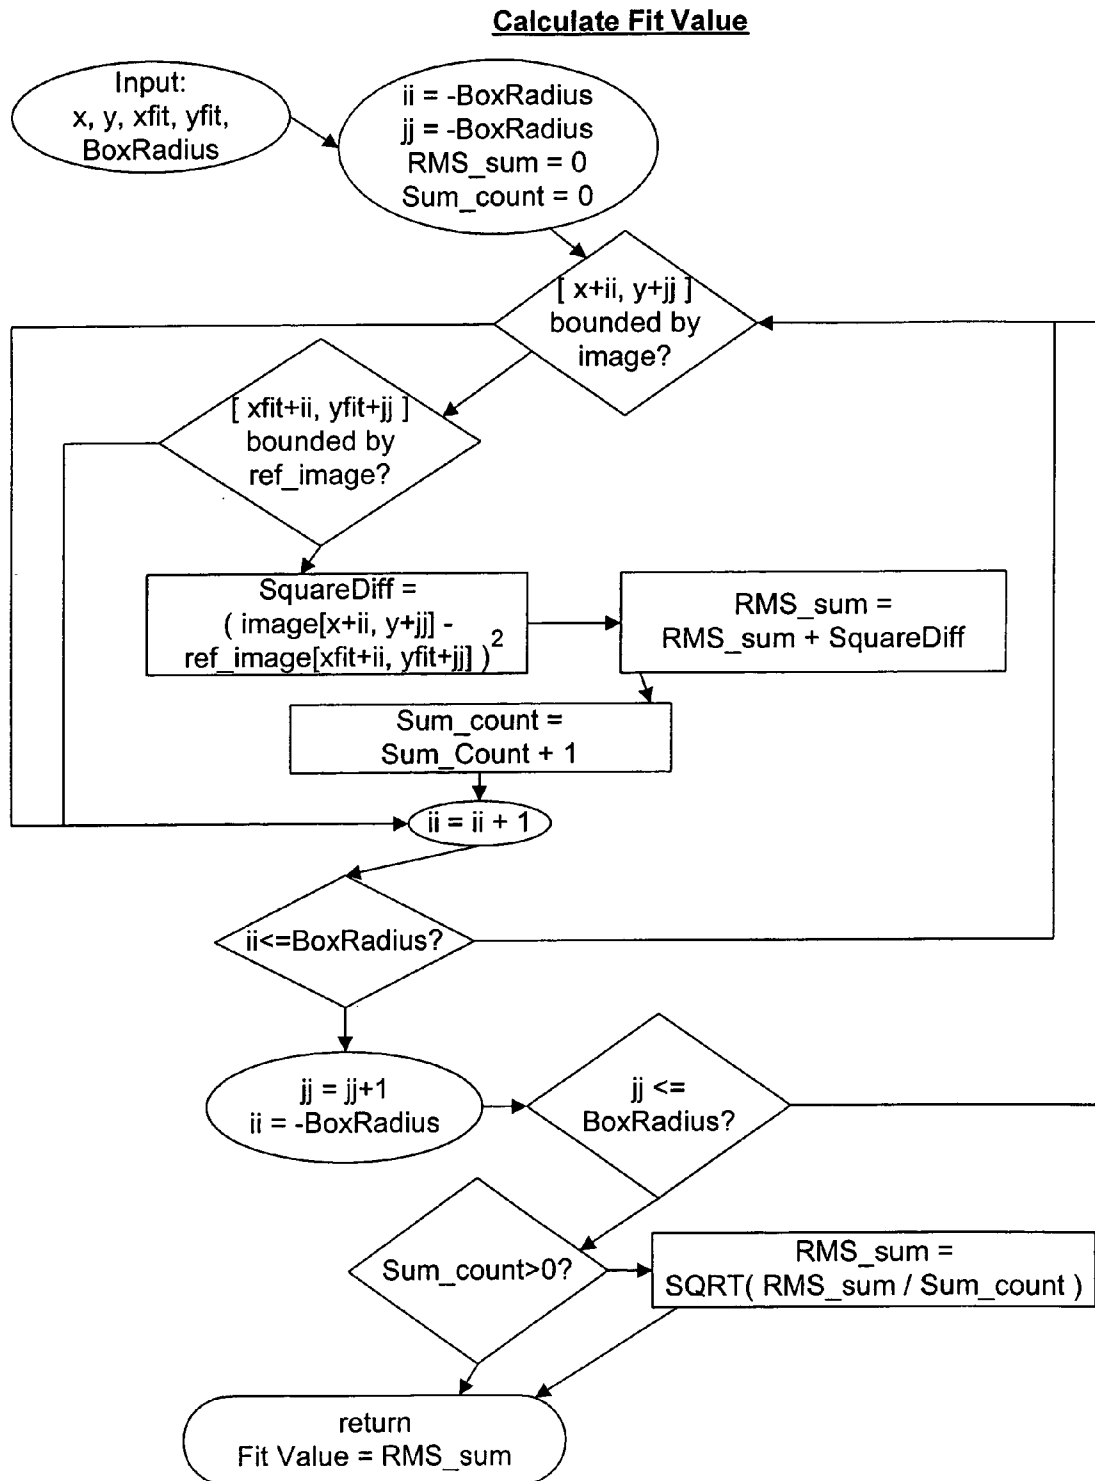 Calculate Fit Value
Input:
x, y, xfit, yfit,
BoxRadius
ii = -BoxRadius
jj = -BoxRadius
RMS_sum = 0
Sum_count = 0
[ x+ii, y+jj ]
bounded by
image?
[ xfit+ii, yfit+jj ]
bounded by
ref_image?
SquareDiff =
( image[x+ii, y+jj] -
ref_image[xfit+ii, yfit+jj] )²
RMS_sum =
RMS_sum + SquareDiff
Sum_count =
Sum_Count + 1
ii = ii + 1
ii<=BoxRadius?
jj = jj+1
ii = -BoxRadius
jj <=
BoxRadius?
Sum_count>0?
RMS_sum =
SQRT( RMS_sum / Sum_count )
return
Fit Value = RMS_sum